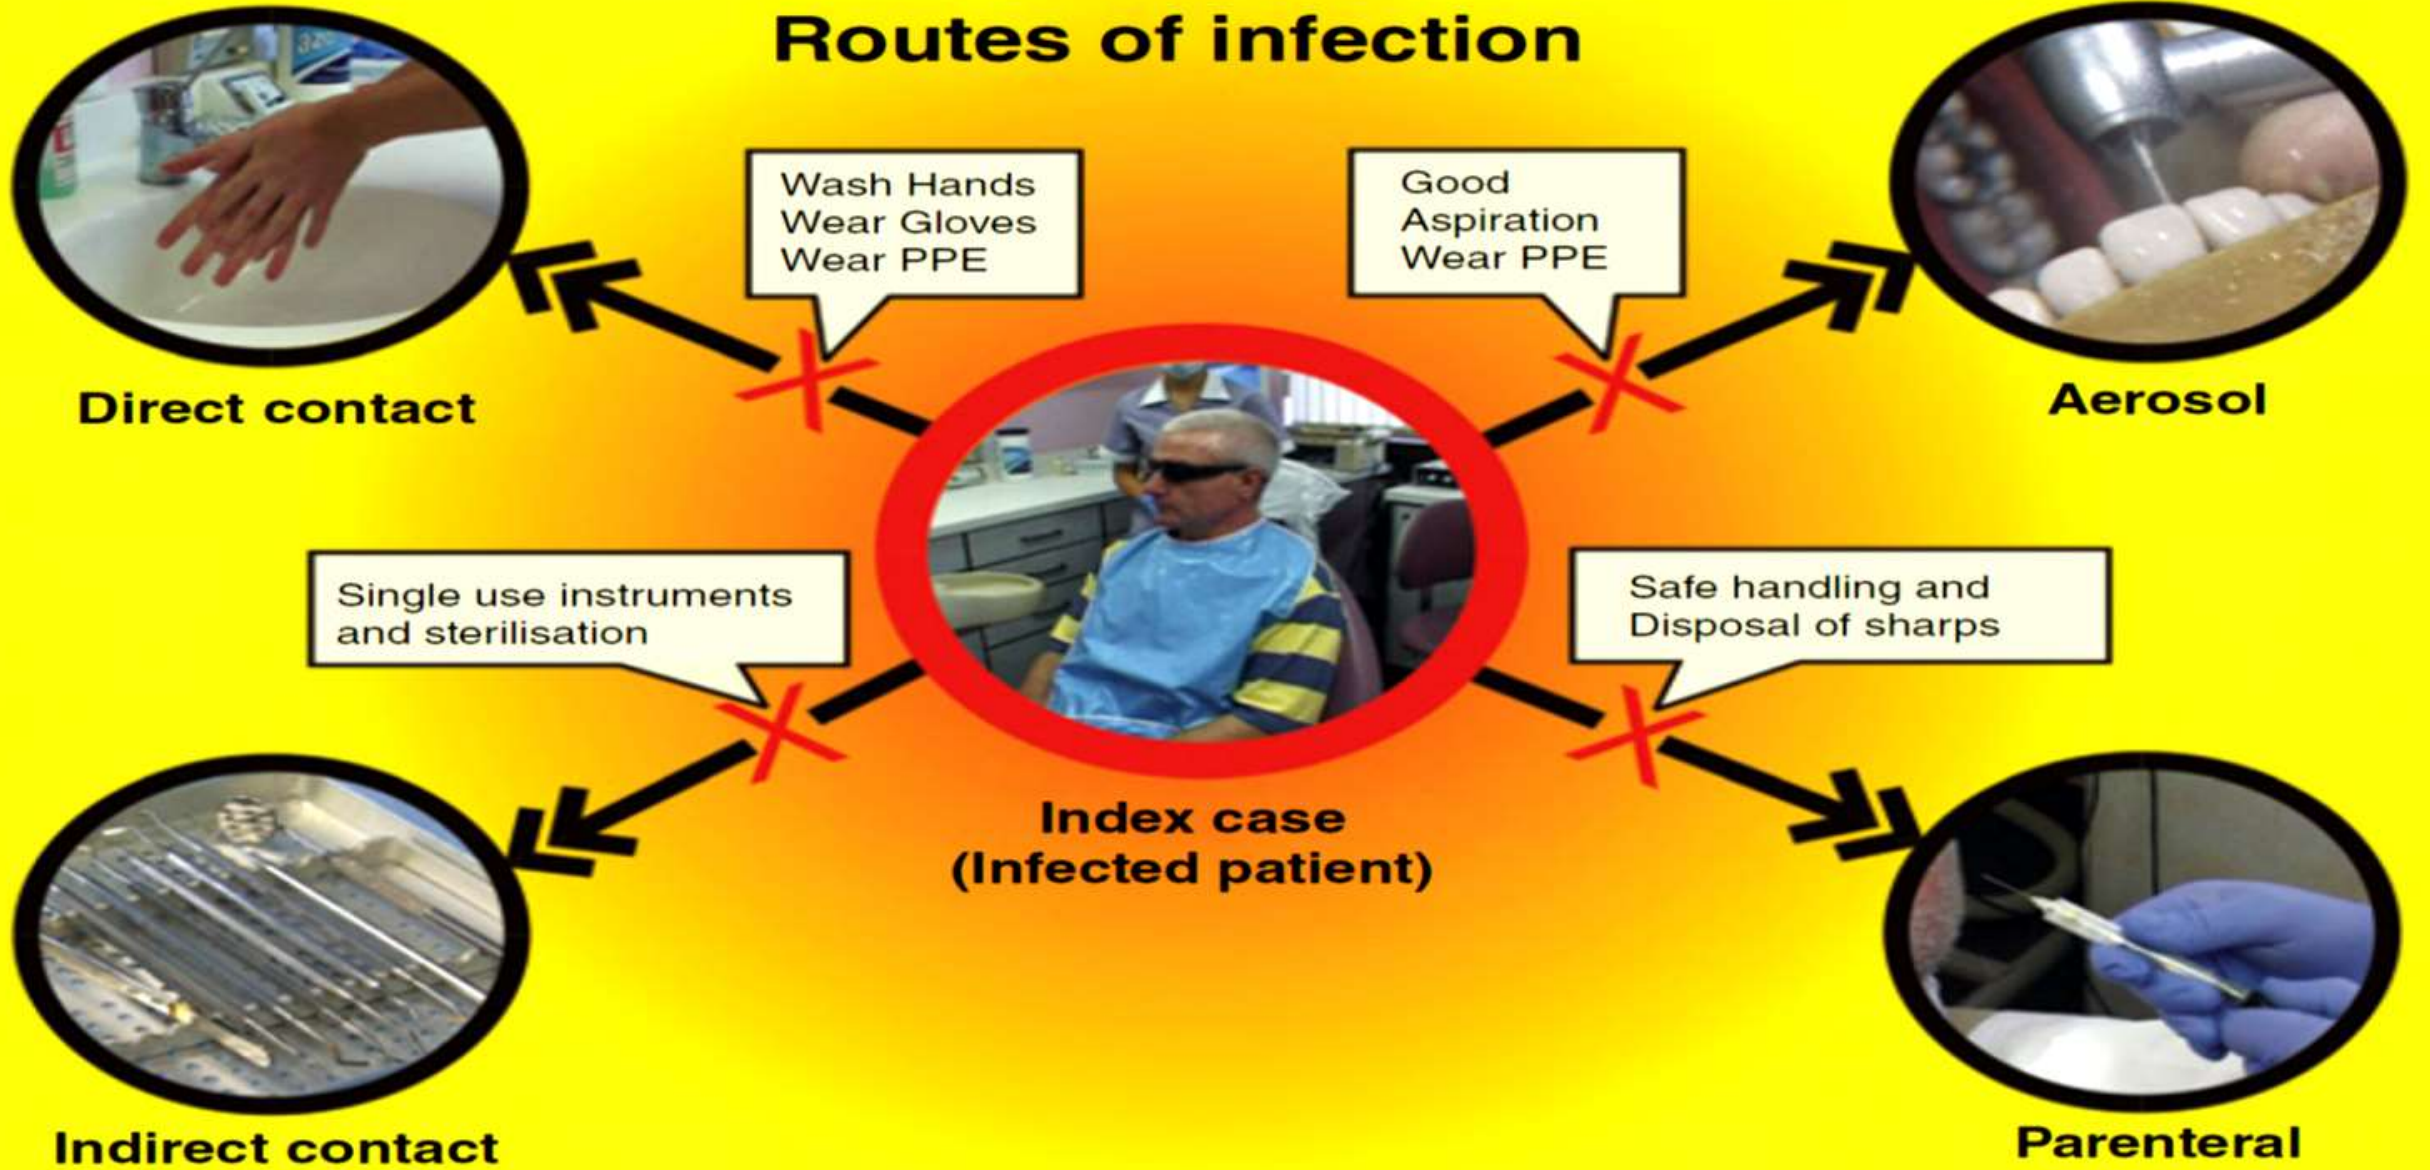 Routes of infection
Wash Hands
Wear Gloves
Wear PPE
Good
Aspiration
Wear PPE
Direct contact
Aerosol
Single use instruments
and sterilisation
Safe handling and
Disposal of sharps
Index case
(Infected patient)
Indirect contact
Parenteral